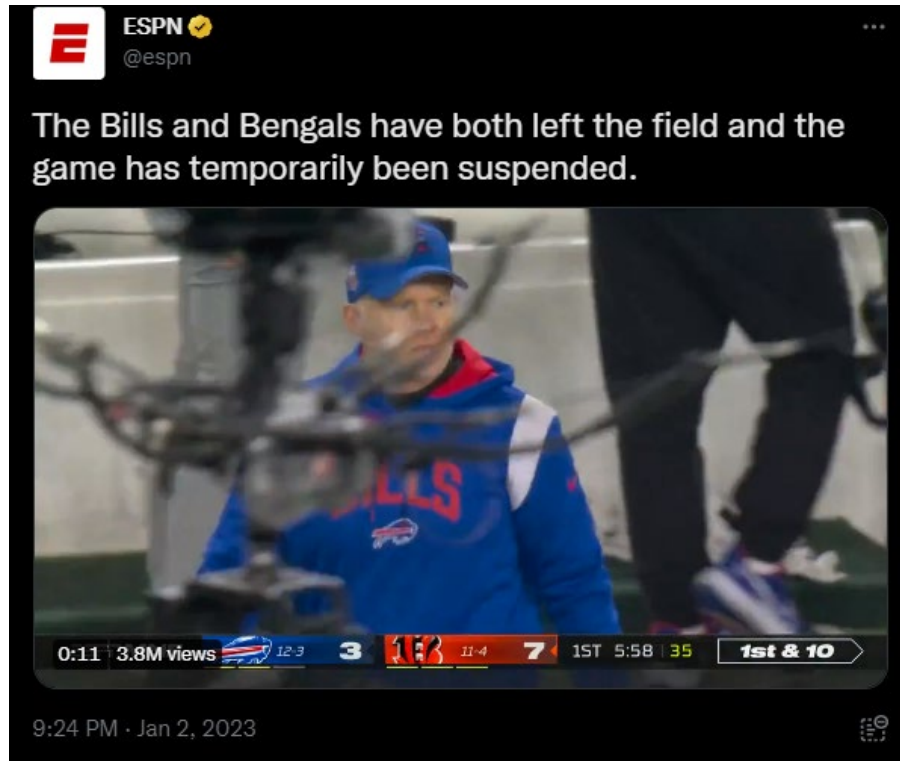 ESPN
@espn
The Bills and Bengals have both left the field and the
game has temporarily been suspended.
BILLS
0:11 3.8M views 12-3 3 11-4 7 1ST 5:58 35 1st & 10
9:24 PM · Jan 2, 2023